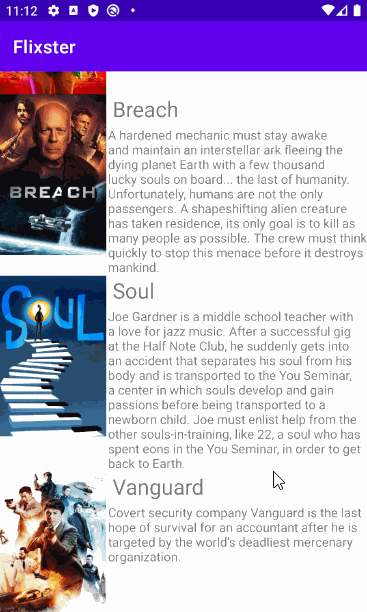 11:12
Flixster
Breach
A hardened mechanic must stay awake
and maintain an interstellar ark fleeing the
dying planet Earth with a few thousand
lucky souls on board... the last of humanity.
Unfortunately, humans are not the only
passengers. A shapeshifting alien creature
has taken residence, its only goal is to kill as
many people as possible. The crew must think
quickly to stop this menace before it destroys
mankind.
BREACH
Soul
Joe Gardner is a middle school teacher with
a love for jazz music. After a successful gig
at the Half Note Club, he suddenly gets into
an accident that separates his soul from his
body and is transported to the You Seminar,
a center in which souls develop and gain
passions before being transported to a
newborn child. Joe must enlist help from the
other souls-in-training, like 22, a soul who has
spent eons in the You Seminar, in order to get
back to Earth.
SOUL
Vanguard
Covert security company Vanguard is the last
hope of survival for an accountant after he is
targeted by the world's deadliest mercenary
organization.